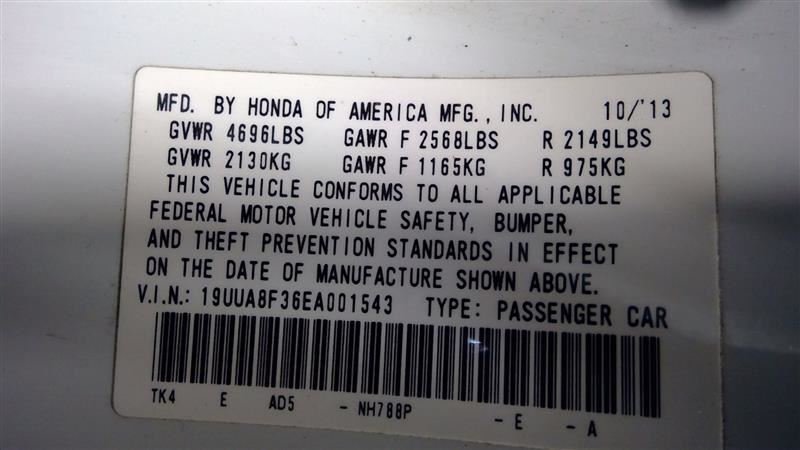 MFD. BY HONDA OF AMERICA MFG., INC. 10/'13
GVWR 4696LBS GAWR F 2568LBS R 2149LBS
GVWR 2130KG GAWR F 1165KG R 975KG
THIS VEHICLE CONFORMS TO ALL APPLICABLE
FEDERAL MOTOR VEHICLE SAFETY, BUMPER,
AND THEFT PREVENTION STANDARDS IN EFFECT
ON THE DATE OF MANUFACTURE SHOWN ABOVE.
V.I.N.: 19UUA8F36EA001543 TYPE: PASSENGER CAR
TK4 E AD5 - NH788P - E - A